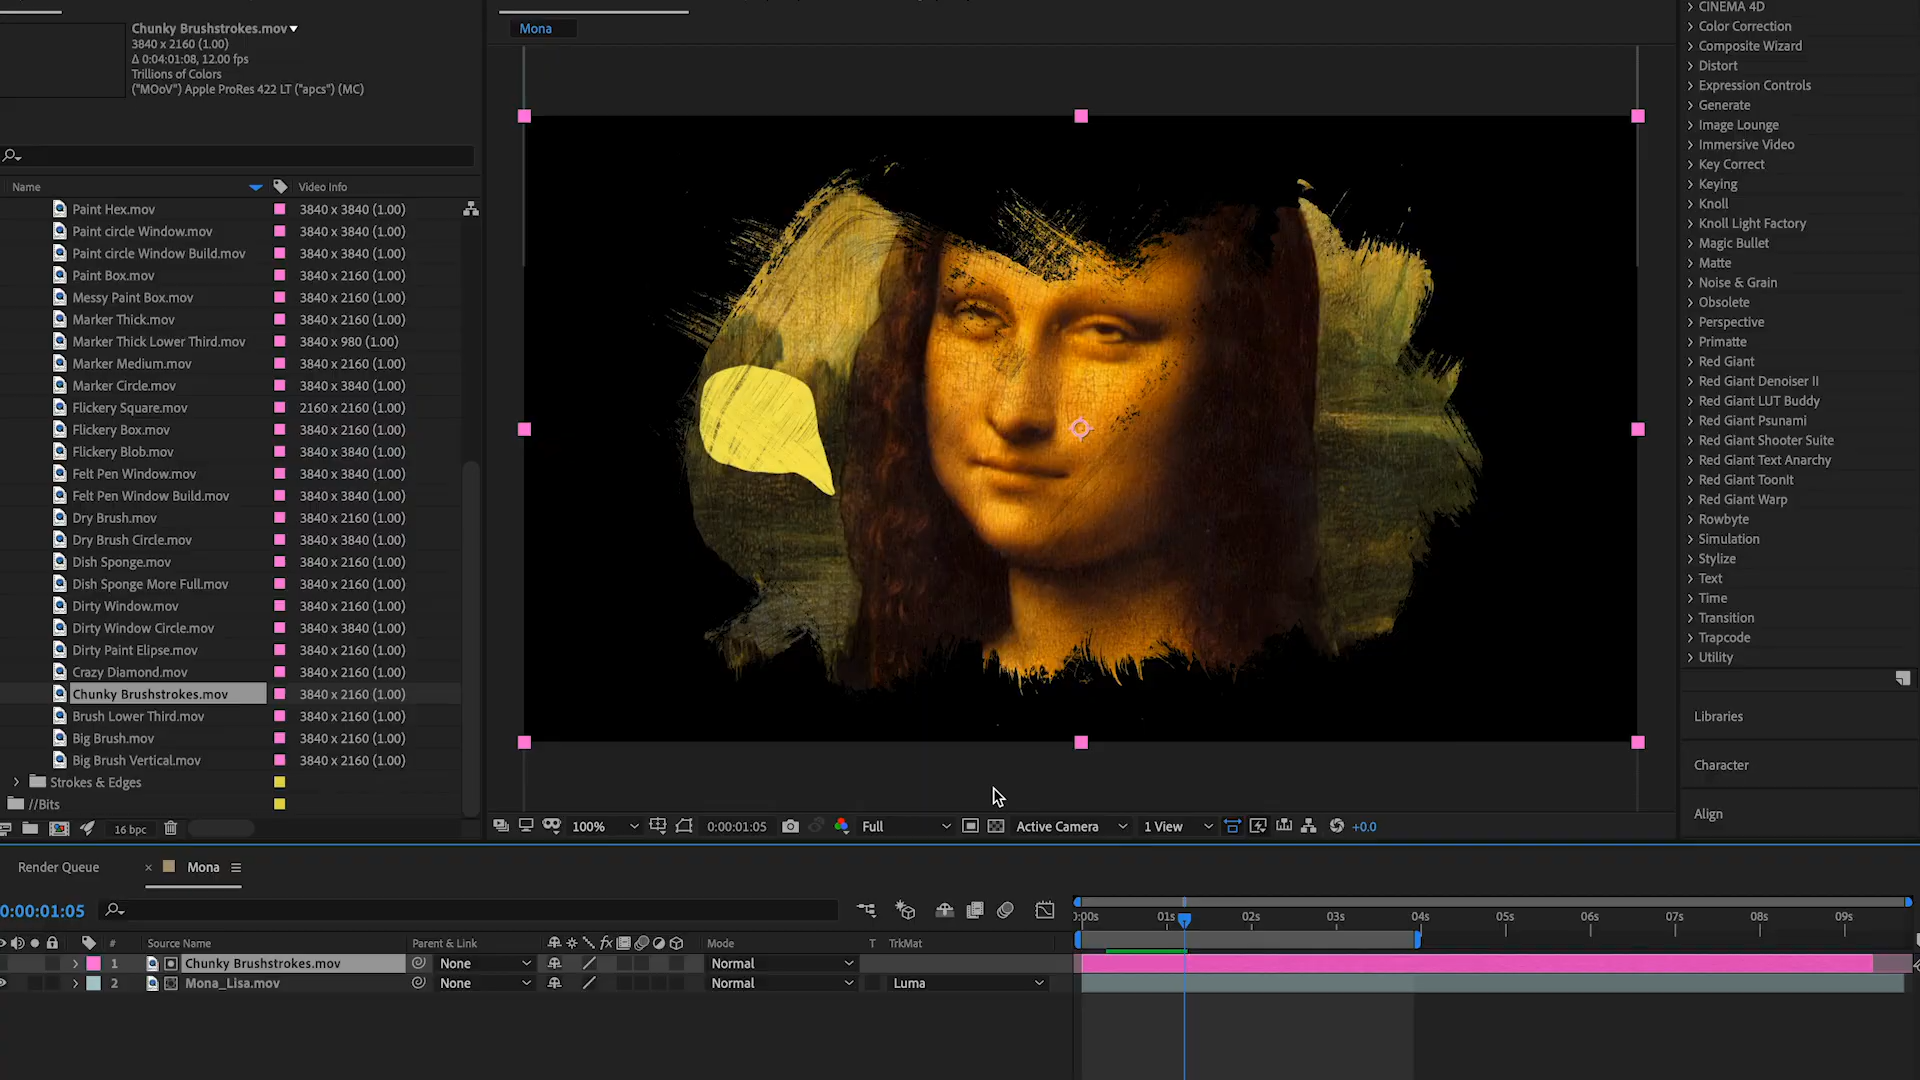 Chunky Brushstrokes.mov
3840 x 2160 (1.00)
Δ 0:04:01:08, 12.00 fps
Trillions of Colors
("MOoV") Apple ProRes 422 LT ("apcs") (MC)
Name Video Info
Paint Hex.mov 3840 x 3840 (1.00)
Paint circle Window.mov 3840 x 3840 (1.00)
Paint circle Window Build.mov 3840 x 3840 (1.00)
Paint Box.mov 3840 x 2160 (1.00)
Messy Paint Box.mov 3840 x 2160 (1.00)
Marker Thick.mov 3840 x 2160 (1.00)
Marker Thick Lower Third.mov 3840 x 980 (1.00)
Marker Medium.mov 3840 x 2160 (1.00)
Marker Circle.mov 3840 x 3840 (1.00)
Flickery Square.mov 2160 x 2160 (1.00)
Flickery Box.mov 3840 x 2160 (1.00)
Flickery Blob.mov 3840 x 2160 (1.00)
Felt Pen Window.mov 3840 x 2160 (1.00)
Felt Pen Window Build.mov 3840 x 2160 (1.00)
Dry Brush.mov 3840 x 2160 (1.00)
Dry Brush Circle.mov 3840 x 3840 (1.00)
Dish Sponge.mov 3840 x 2160 (1.00)
Dish Sponge More Full.mov 3840 x 2160 (1.00)
Dirty Window.mov 3840 x 2160 (1.00)
Dirty Window Circle.mov 3840 x 3840 (1.00)
Dirty Paint Elipse.mov 3840 x 2160 (1.00)
Crazy Diamond.mov 3840 x 2160 (1.00)
Chunky Brushstrokes.mov 3840 x 2160 (1.00)
Brush Lower Third.mov 3840 x 2160 (1.00)
Big Brush.mov 3840 x 2160 (1.00)
Big Brush Vertical.mov 3840 x 2160 (1.00)
Strokes & Edges
//Bits
16 bpc
Mona
100% 0:00:01:05 Full Active Camera 1 View +0.0
CINEMA 4D
Color Correction
Composite Wizard
Distort
Expression Controls
Generate
Image Lounge
Immersive Video
Key Correct
Keying
Knoll
Knoll Light Factory
Magic Bullet
Matte
Noise & Grain
Obsolete
Perspective
Primatte
Red Giant
Red Giant Denoiser II
Red Giant LUT Buddy
Red Giant Psunami
Red Giant Shooter Suite
Red Giant Text Anarchy
Red Giant ToonIt
Red Giant Warp
Rowbyte
Simulation
Stylize
Text
Time
Transition
Trapcode
Utility
Libraries
Character
Align
Render Queue Mona
0:00:01:05
:00s 01s 02s 03s 04s 05s 06s 07s 08s 09s
# Source Name Parent & Link fx Mode T TrkMat
1 Chunky Brushstrokes.mov None Normal
2 Mona_Lisa.mov None Normal Luma